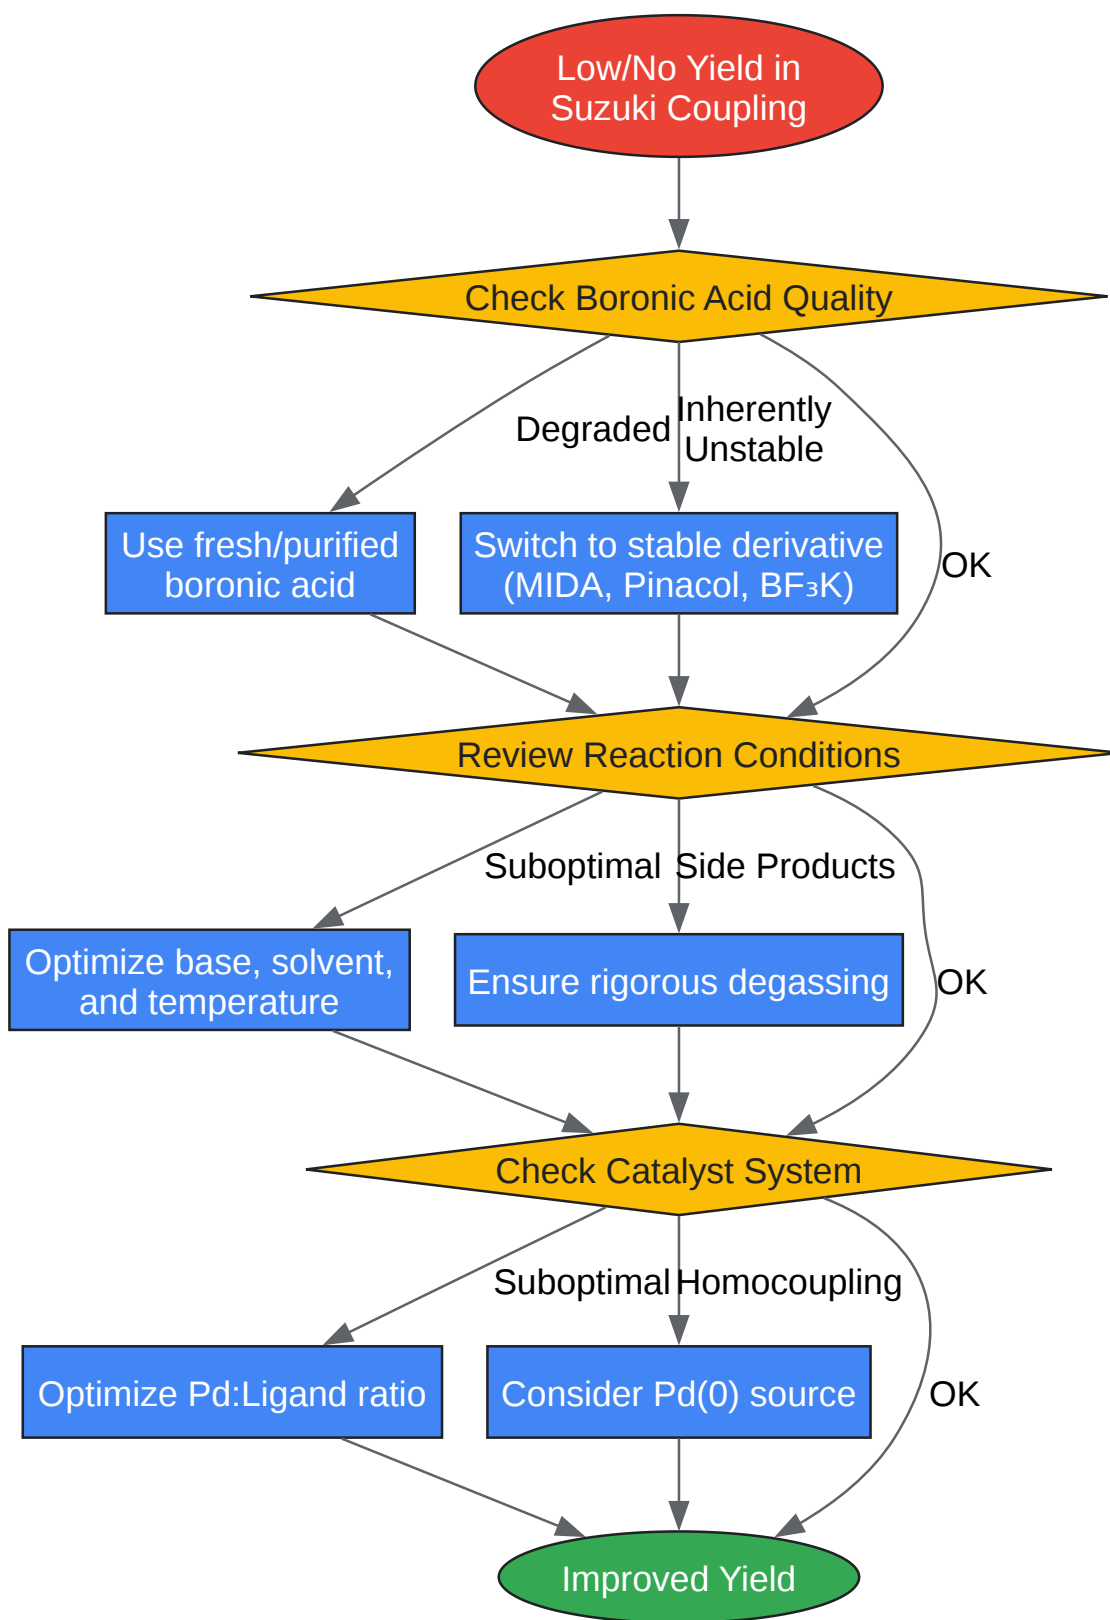 Low/No Yield in
Suzuki Coupling
Check Boronic Acid Quality
Degraded
Inherently
Unstable
OK
Use fresh/purified
boronic acid
Switch to stable derivative
(MIDA, Pinacol, BF₃K)
Review Reaction Conditions
Suboptimal
Side Products
OK
Optimize base, solvent,
and temperature
Ensure rigorous degassing
Check Catalyst System
Suboptimal
Homocoupling
OK
Optimize Pd:Ligand ratio
Consider Pd(0) source
Improved Yield